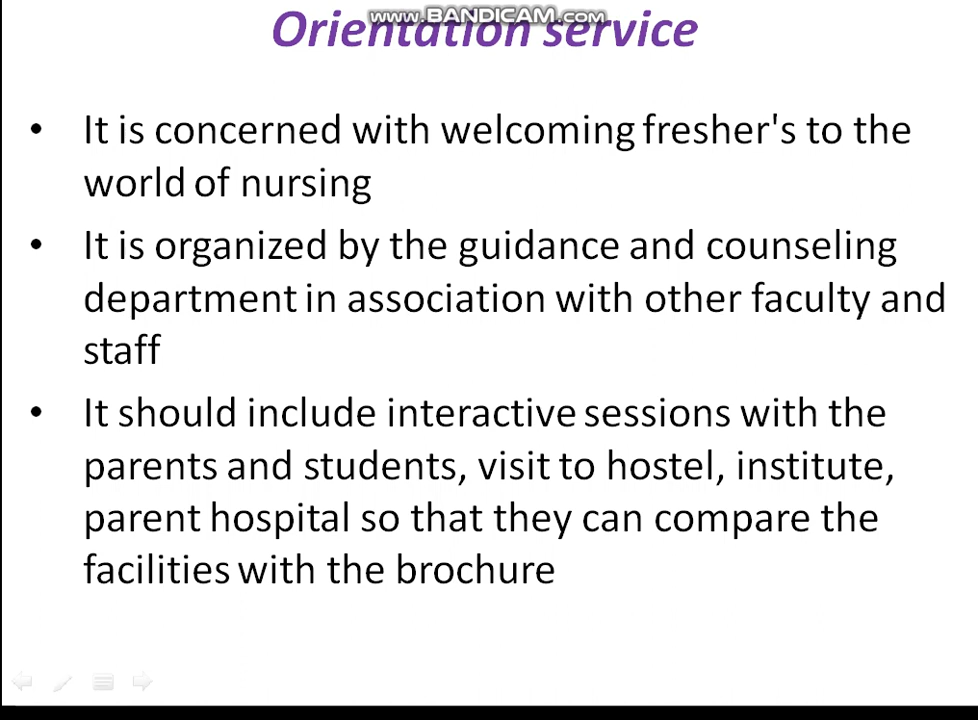 www.BANDICAM.com
Orientation service
• It is concerned with welcoming fresher's to the
world of nursing
• It is organized by the guidance and counseling
department in association with other faculty and
staff
• It should include interactive sessions with the
parents and students, visit to hostel, institute,
parent hospital so that they can compare the
facilities with the brochure